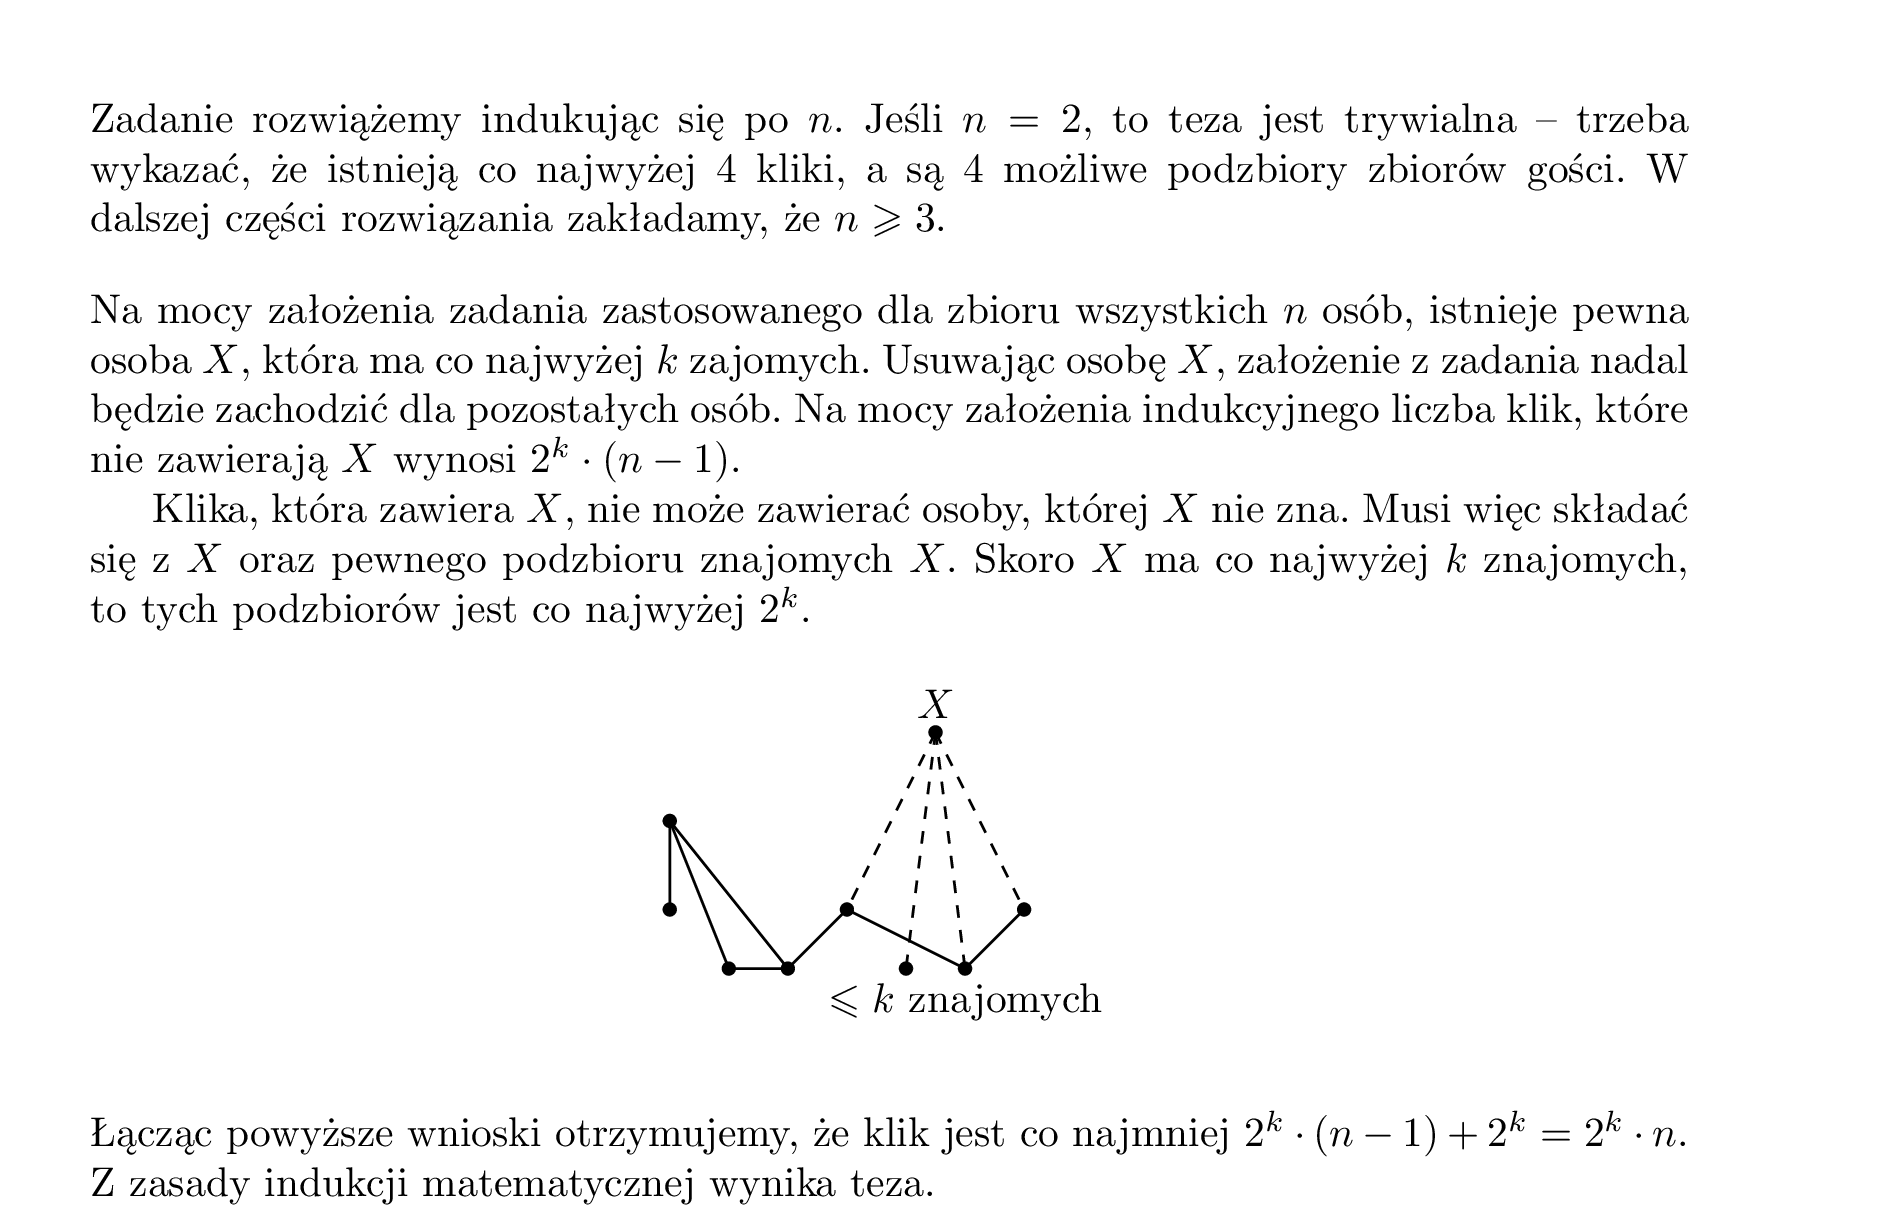 Zadanie rozwiążemy indukując się po n. Jeśli n = 2, to teza jest trywialna – trzeba
wykazać, że istnieją co najwyżej 4 kliki, a są 4 możliwe podzbiory zbiorów gości. W
dalszej części rozwiązania zakładamy, że n ⩾ 3.
Na mocy założenia zadania zastosowanego dla zbioru wszystkich n osób, istnieje pewna
osoba X, która ma co najwyżej k zajomych. Usuwając osobę X, założenie z zadania nadal
będzie zachodzić dla pozostałych osób. Na mocy założenia indukcyjnego liczba klik, które
nie zawierają X wynosi 2^k · (n − 1).
Klika, która zawiera X, nie może zawierać osoby, której X nie zna. Musi więc składać
się z X oraz pewnego podzbioru znajomych X. Skoro X ma co najwyżej k znajomych,
to tych podzbiorów jest co najwyżej 2^k.
X
⩽ k znajomych
Łącząc powyższe wnioski otrzymujemy, że klik jest co najmniej 2^k · (n − 1) + 2^k = 2^k · n.
Z zasady indukcji matematycznej wynika teza.